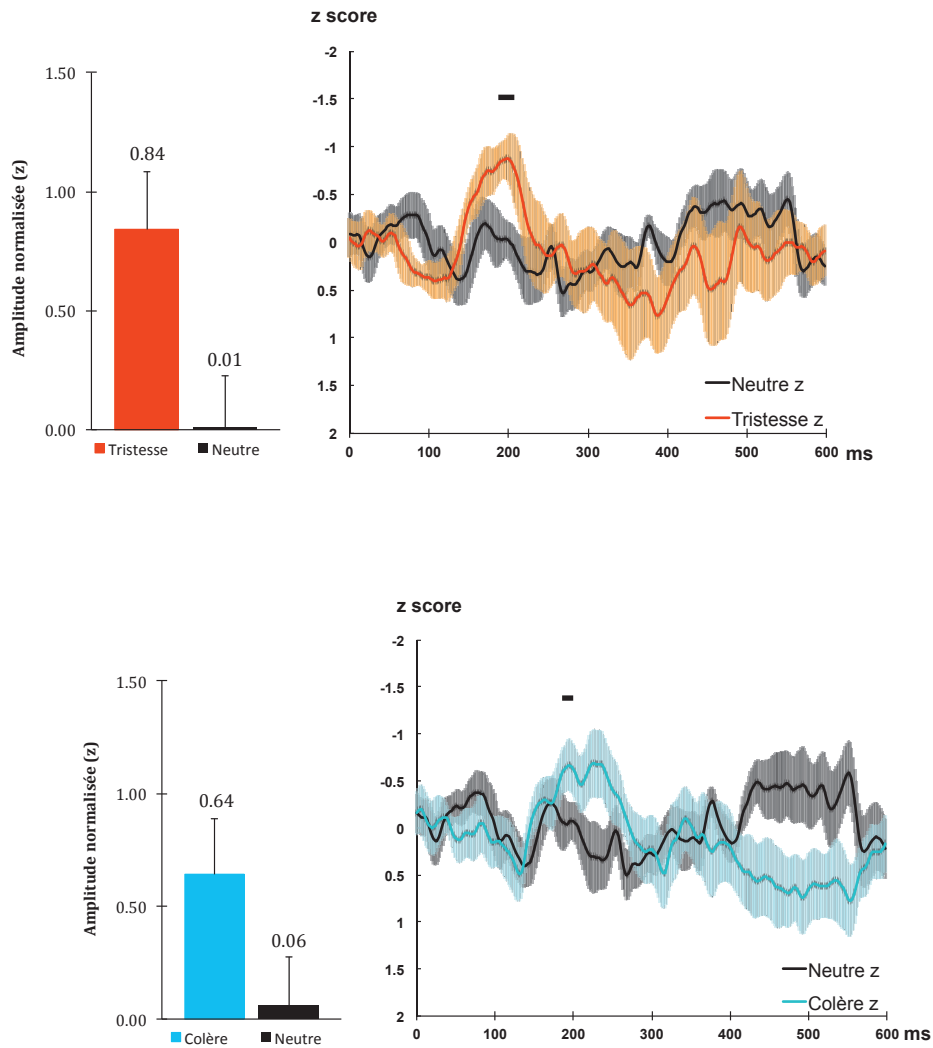 z score
-2
-1.5
-1
-0.5
0
0.5
1
1.5
2
0 100 200 300 400 500 600 ms
Neutre z
Tristesse z
Amplitude normalisée (z)
1.50
1.00
0.50
0.00
0.84
0.01
Tristesse Neutre
z score
-2
-1.5
-1
-0.5
0
0.5
1
1.5
2
0 100 200 300 400 500 600 ms
Neutre z
Colère z
Amplitude normalisée (z)
1.50
1.00
0.50
0.00
0.64
0.06
Colère Neutre